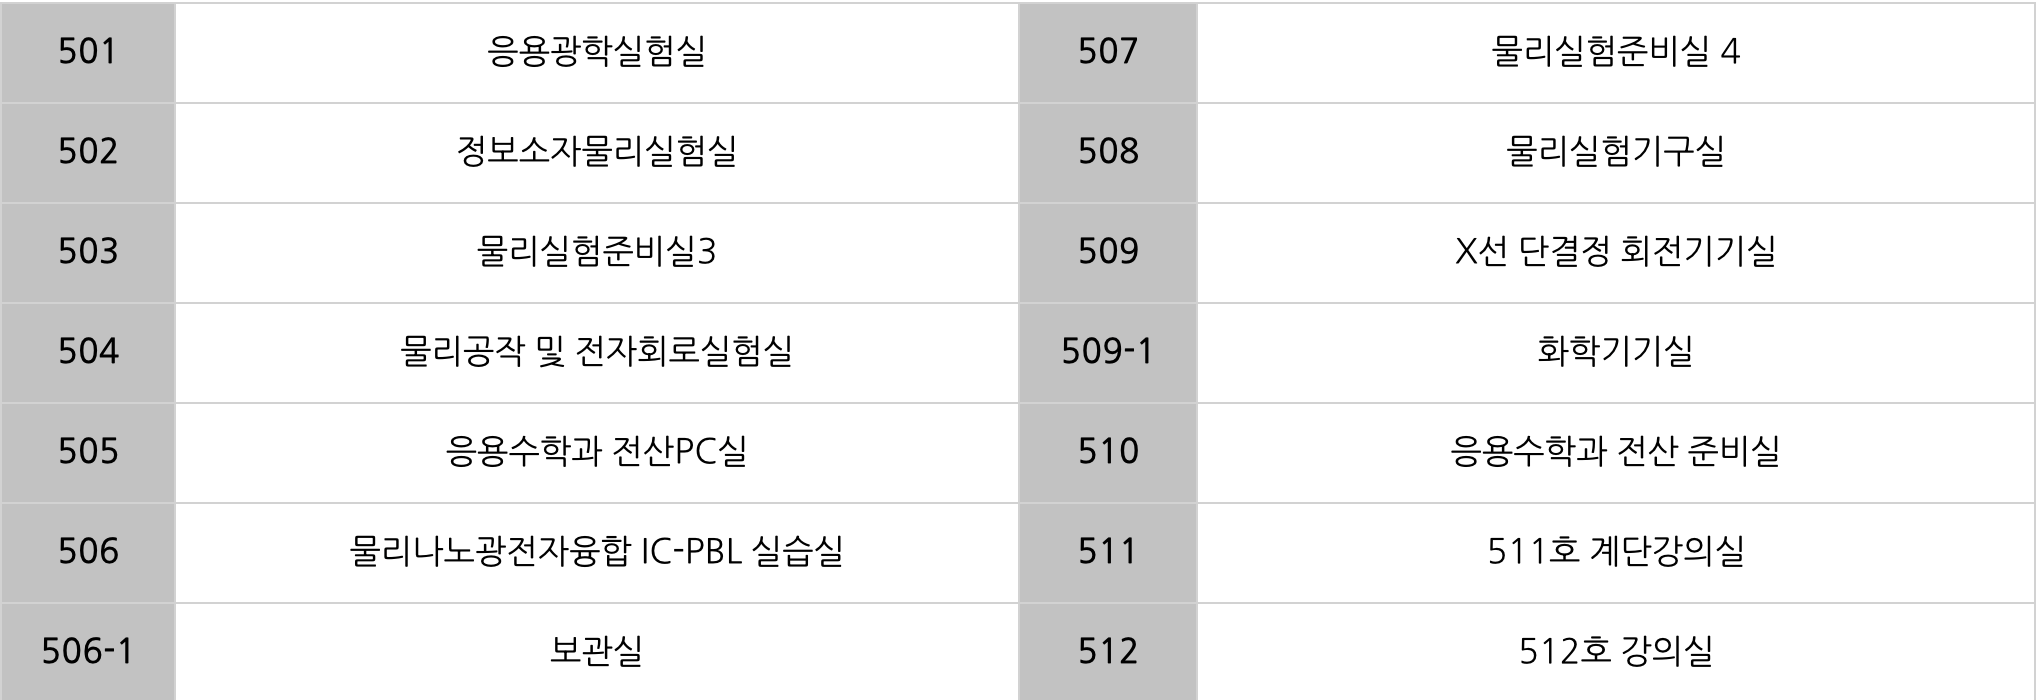 501 응용광학실험실 507 물리실험준비실 4
502 정보소자물리실험실 508 물리실험기구실
503 물리실험준비실3 509 X선 단결정 회전기기실
504 물리공작 및 전자회로실험실 509-1 화학기기실
505 응용수학과 전산PC실 510 응용수학과 전산 준비실
506 물리나노광전자융합 IC-PBL 실습실 511 511호 계단강의실
506-1 보관실 512 512호 강의실